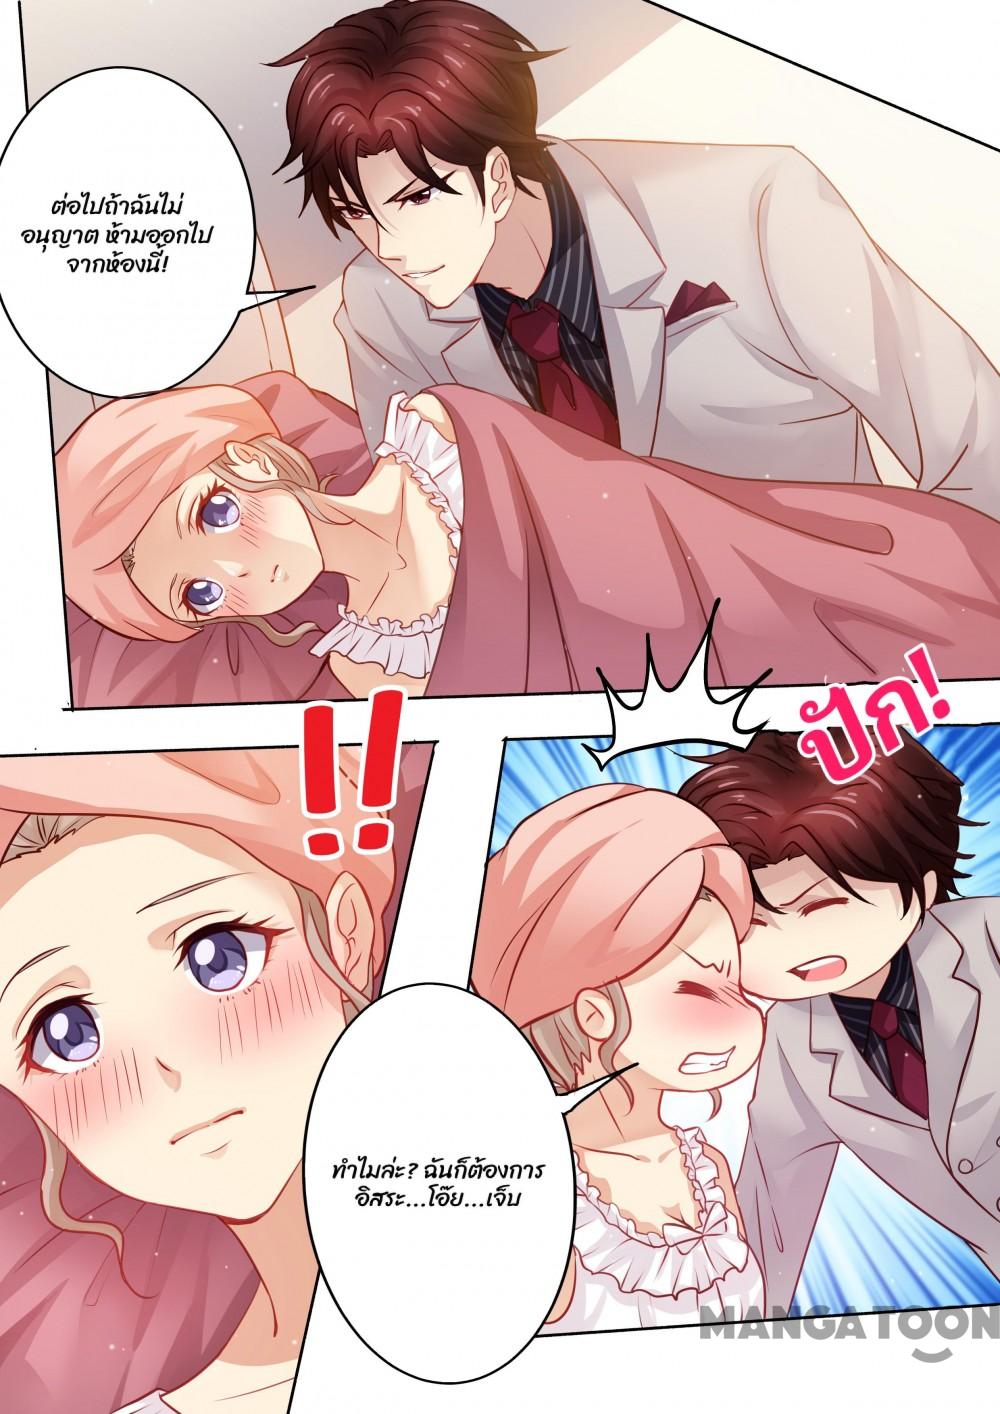 ต่อไปถ้าฉันไม่
อนุญาต ห้ามออกไป
จากห้องนี้!
!!
ปัก!
ทำไมล่ะ? ฉันก็ต้องการ
อิสระ...โอ๊ย...เจ็บ
MANGATOON